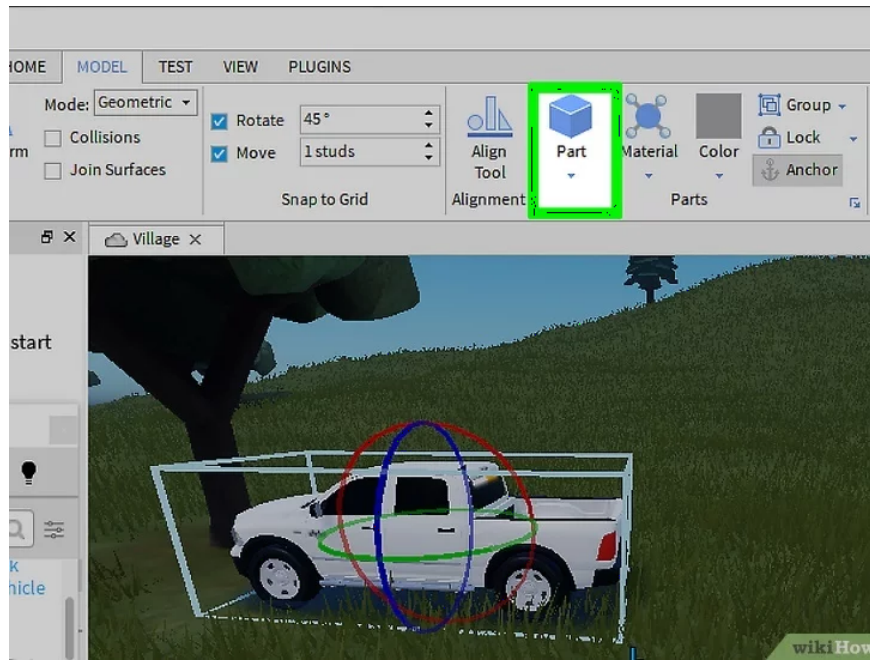 HOME MODEL TEST VIEW PLUGINS
Mode: Geometric
Collisions
Join Surfaces
rm
Rotate 45°
Move 1 studs
Snap to Grid
Align
Tool
Alignment
Part
Material
Color
Parts
Group
Lock
Anchor
Village
start
k
hicle
wikiHow